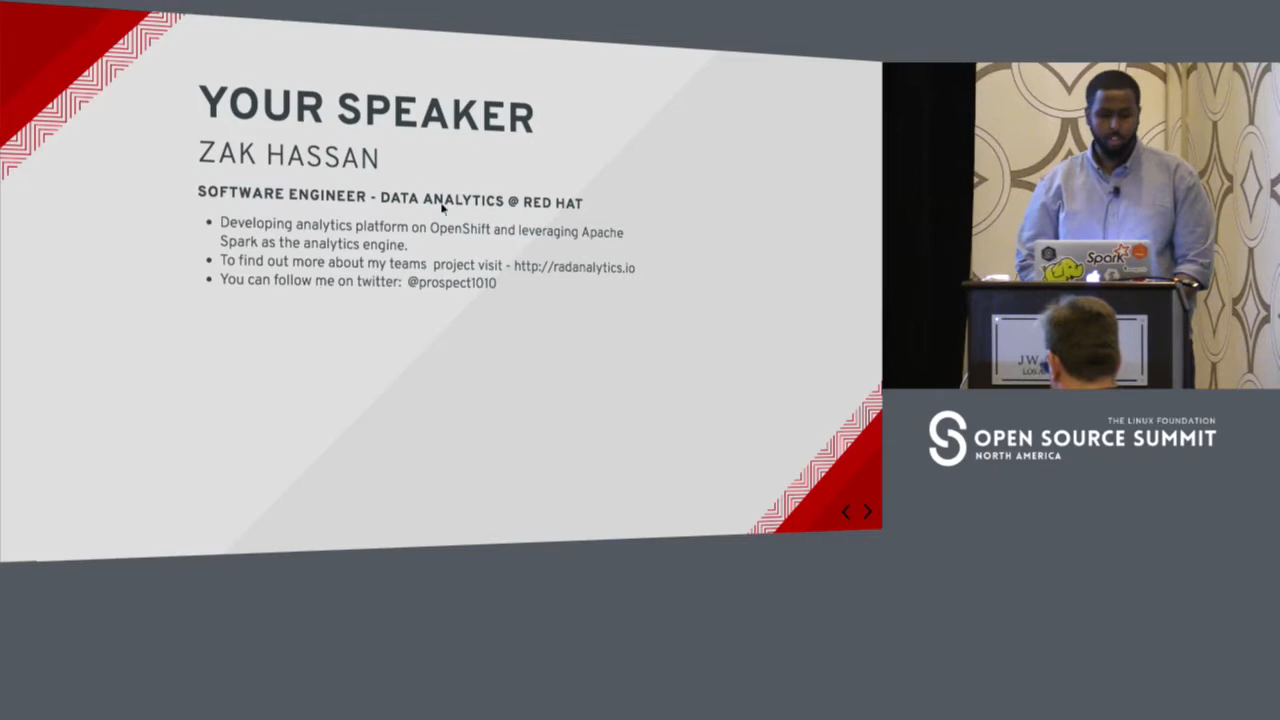 YOUR SPEAKER
ZAK HASSAN
SOFTWARE ENGINEER - DATA ANALYTICS @ RED HAT
• Developing analytics platform on OpenShift and leveraging Apache
Spark as the analytics engine.
• To find out more about my teams project visit - http://radanalytics.io
• You can follow me on twitter: @prospect1010
Spark
JW
LOS A
THE LINUX FOUNDATION
OPEN SOURCE SUMMIT
NORTH AMERICA